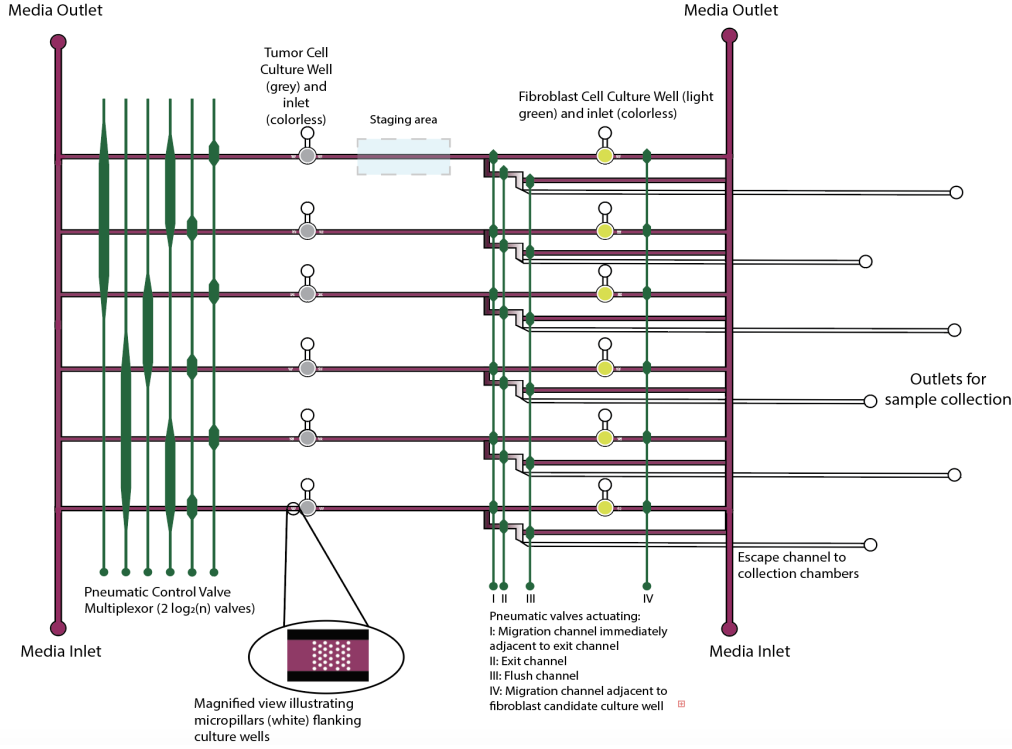 Media Outlet
Media Outlet
Tumor Cell
Culture Well
(grey) and
inlet
(colorless)
Staging area
Fibroblast Cell Culture Well (light
green) and inlet (colorless)
Outlets for
sample collection
Escape channel to
collection chambers
Pneumatic Control Valve
Multiplexor (2 log₂(n) valves)
I II III IV
Pneumatic valves actuating:
I: Migration channel immediately
adjacent to exit channel
II: Exit channel
III: Flush channel
IV: Migration channel adjacent to
fibroblast candidate culture well
Media Inlet
Media Inlet
Magnified view illustrating
micropillars (white) flanking
culture wells